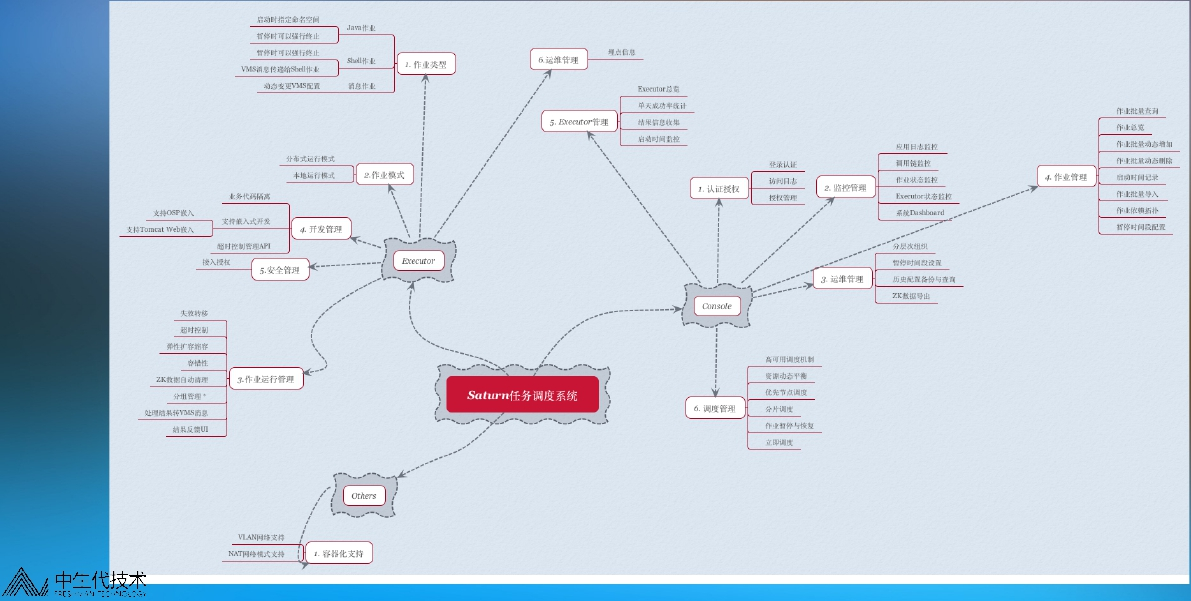 启动时指定命名空间
暂停时可以强行终止
Java作业
暂停时可以强行终止
VMS消息传递给Shell作业
Shell作业
动态变更VMS配置
消息作业
1. 作业类型
分布式运行模式
本地运行模式
2.作业模式
业务代码隔离
支持OSP嵌入
支持Tomcat Web嵌入
支持嵌入式开发
超时控制管理API
4. 开发管理
接入授权
5.安全管理
Executor
失效转移
超时控制
弹性扩容缩容
容错性
ZK数据自动清理
分组管理 *
处理结果转VMS消息
结果反馈UI
3.作业运行管理
6.运维管理
埋点信息
5. Executor管理
Executor总览
单天成功率统计
结果信息收集
启动时间监控
1. 认证授权
登录认证
访问日志
授权管理
2. 监控管理
应用日志监控
调用链监控
作业状态监控
Executor状态监控
系统Dashboard
4. 作业管理
作业批量查询
作业总览
作业批量动态增加
作业批量动态删除
启动时间记录
作业批量导入
作业依赖拓扑
暂停时间段配置
3. 运维管理
分层次组织
暂停时间段设置
历史配置备份与查询
ZK数据导出
Console
6. 调度管理
高可用调度机制
资源动态平衡
优先节点调度
分片调度
作业暂停与恢复
立即调度
Saturn任务调度系统
Others
VLAN网络支持
NAT网络模式支持
1. 容器化支持
中生代技术